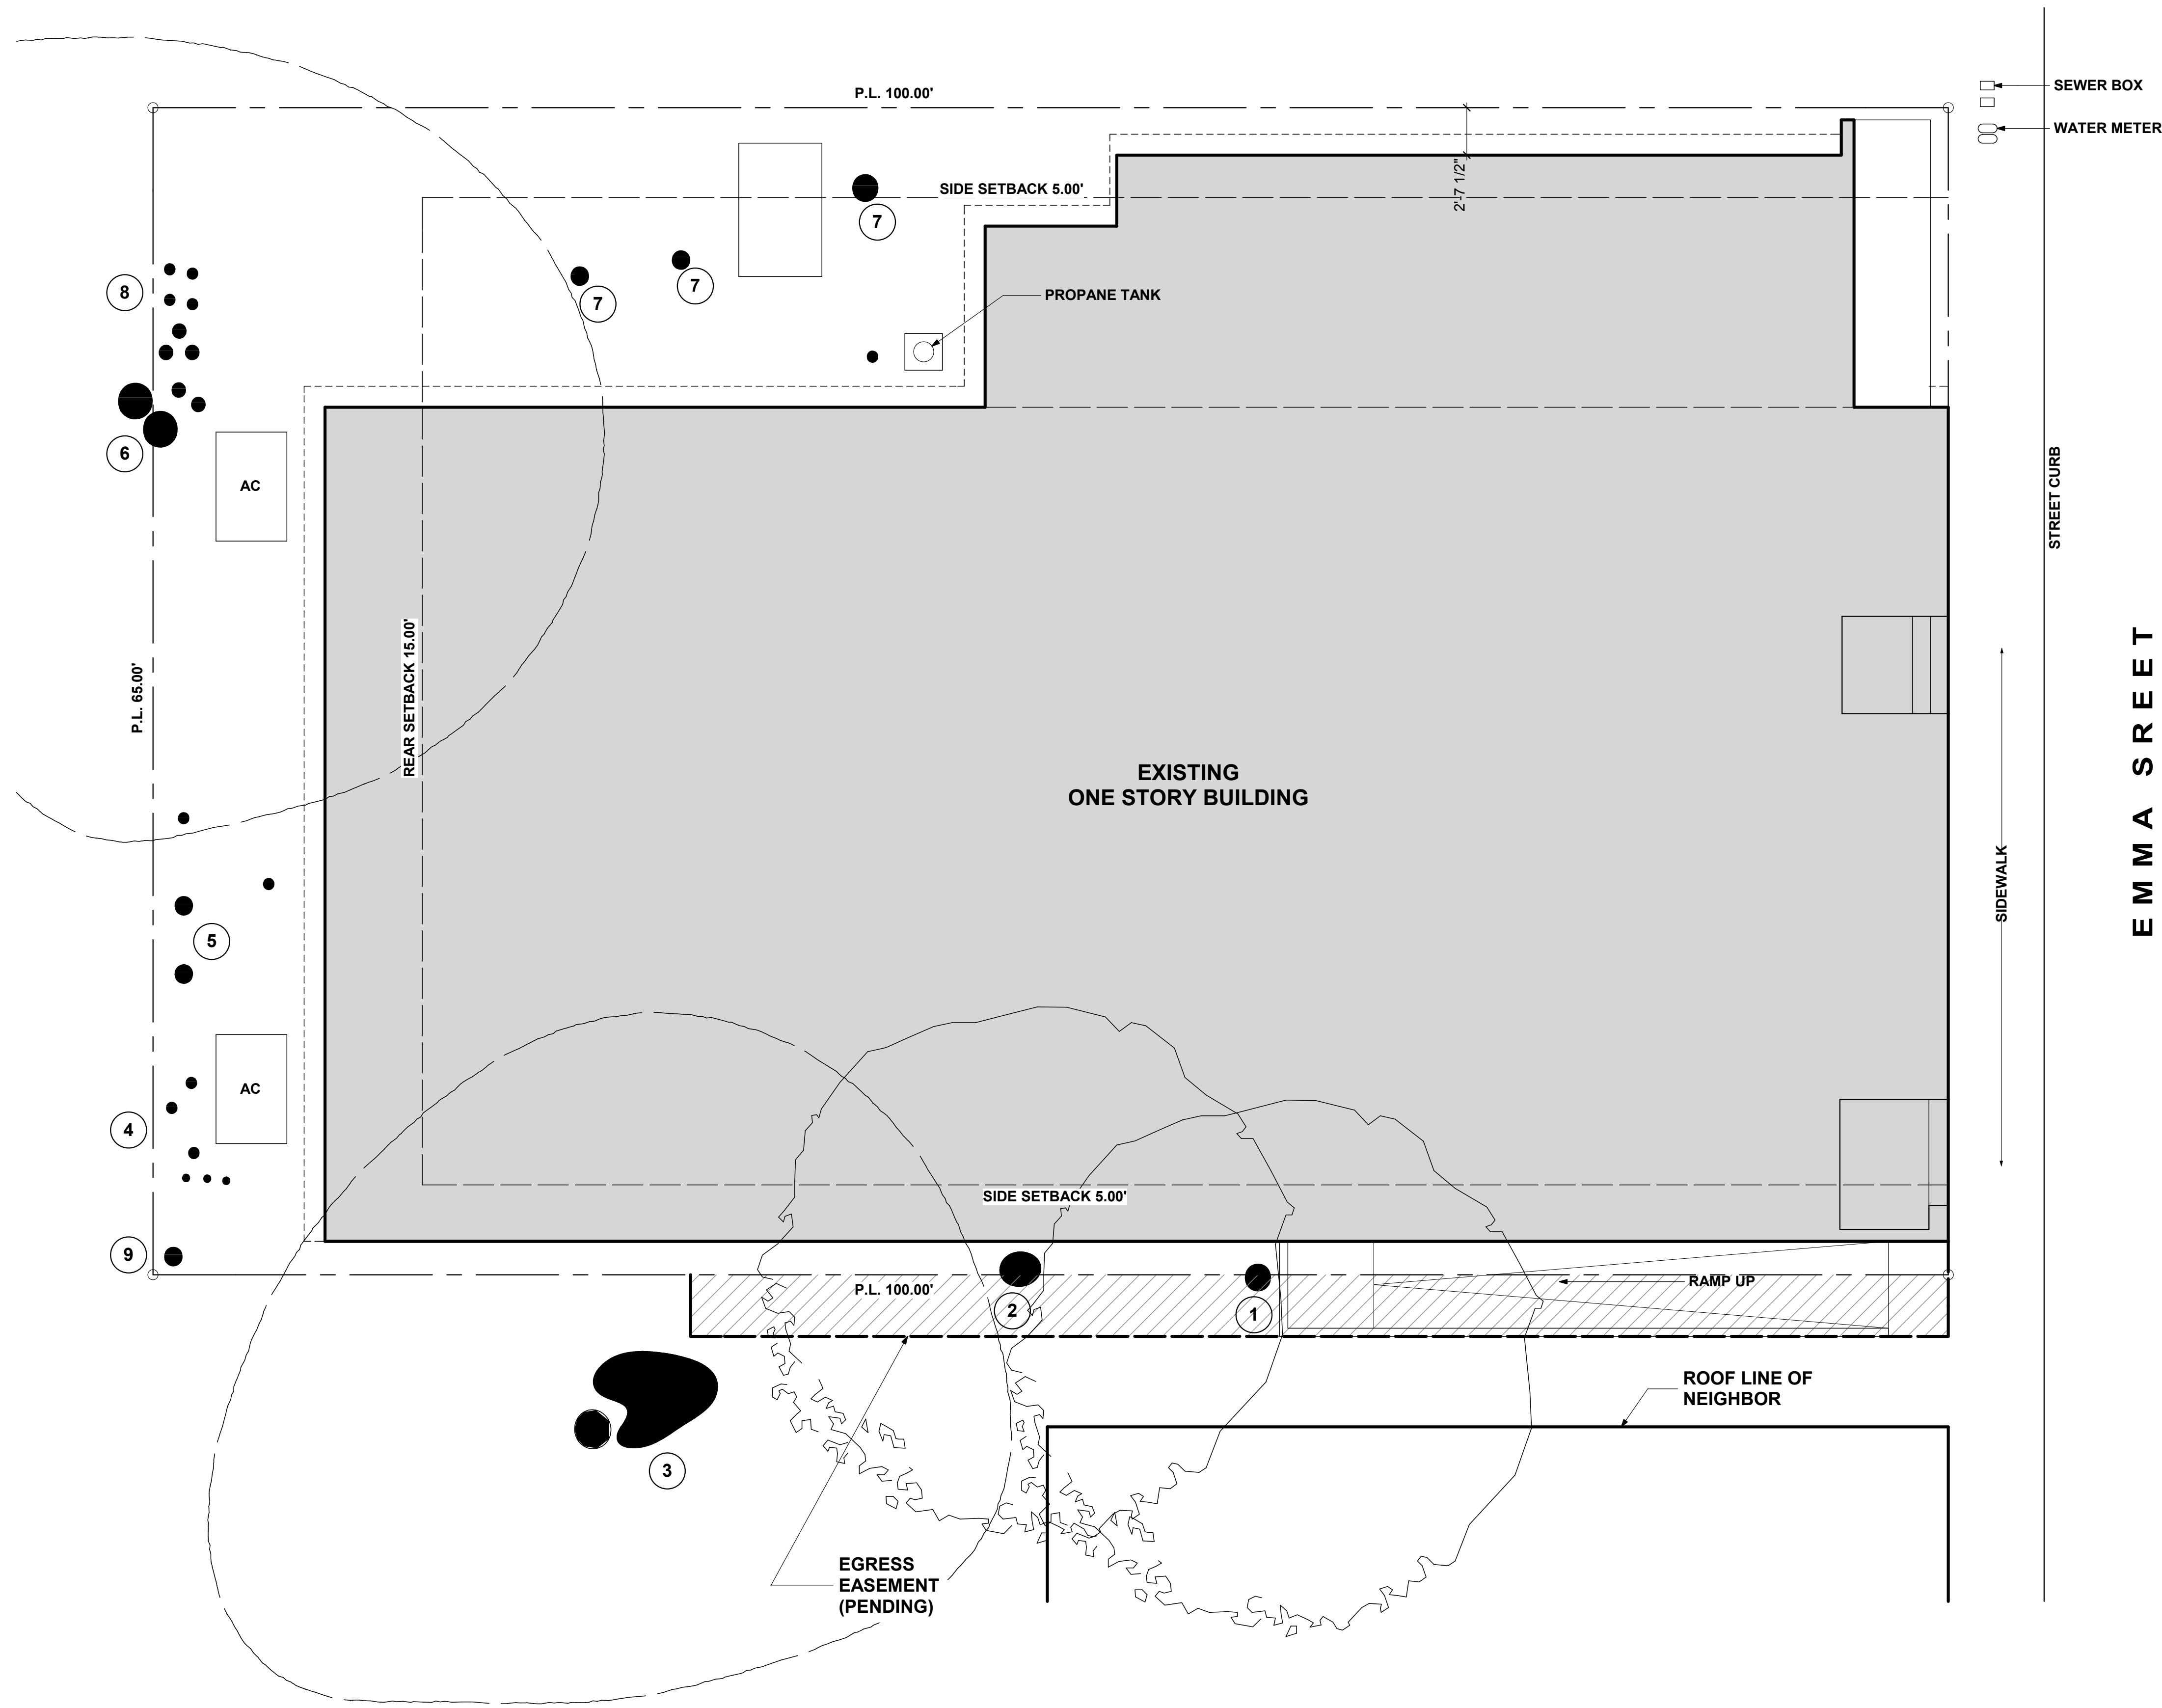 P.L. 100.00'
SEWER BOX
WATER METER
SIDE SETBACK 5.00'
2'-7 1/2"
7
7
7
8
PROPANE TANK
6
AC
STREET CURB
P.L. 65.00'
REAR SETBACK 15.00'
EMMA SREET
EXISTING
ONE STORY BUILDING
SIDEWALK
5
AC
4
SIDE SETBACK 5.00'
9
P.L. 100.00'
2
1
RAMP UP
ROOF LINE OF
NEIGHBOR
3
EGRESS
EASEMENT
(PENDING)